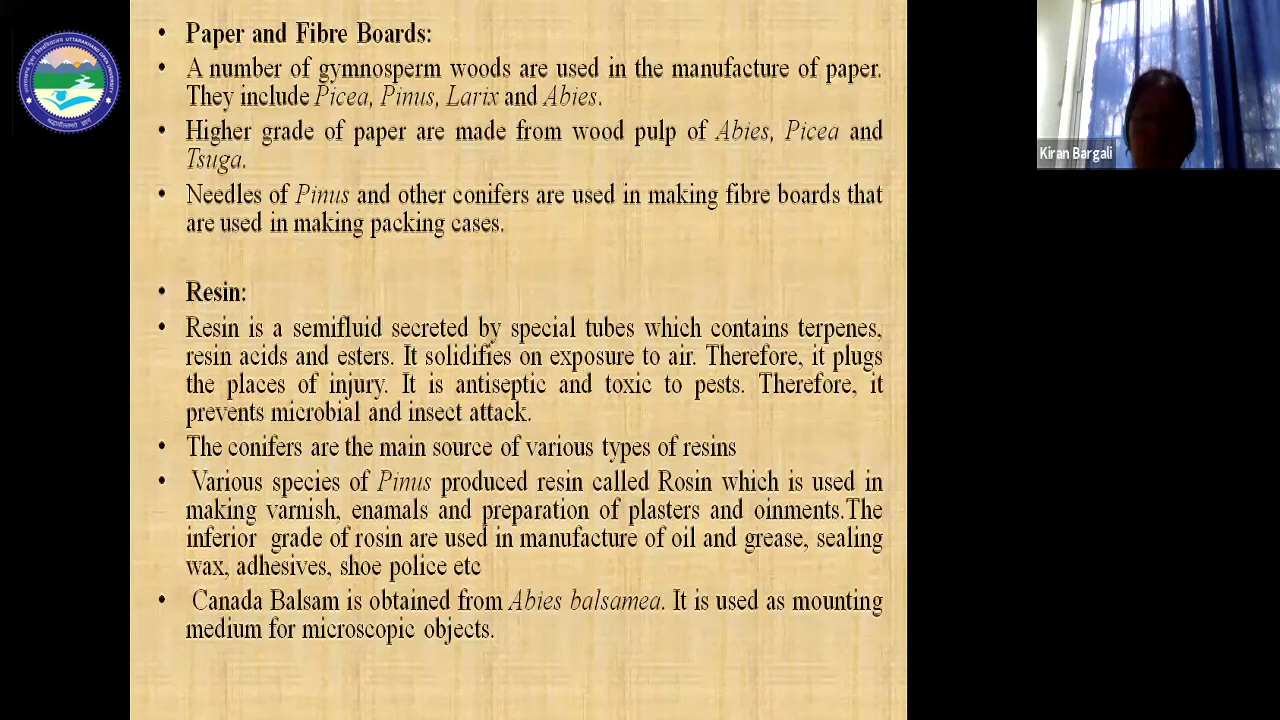 Paper and Fibre Boards:
A number of gymnosperm woods are used in the manufacture of paper.
They include Picea, Pinus, Larix and Abies.
Higher grade of paper are made from wood pulp of Abies, Picea and
Tsuga.
Needles of Pinus and other conifers are used in making fibre boards that
are used in making packing cases.
Resin:
Resin is a semifluid secreted by special tubes which contains terpenes,
resin acids and esters. It solidifies on exposure to air. Therefore, it plugs
the places of injury. It is antiseptic and toxic to pests. Therefore, it
prevents microbial and insect attack.
The conifers are the main source of various types of resins
Various species of Pinus produced resin called Rosin which is used in
making varnish, enamals and preparation of plasters and oinments.The
inferior grade of rosin are used in manufacture of oil and grease, sealing
wax, adhesives, shoe police etc
Canada Balsam is obtained from Abies balsamea. It is used as mounting
medium for microscopic objects.
Kiran Bargali
UTTARAKHAND OPEN UNIVERSITY